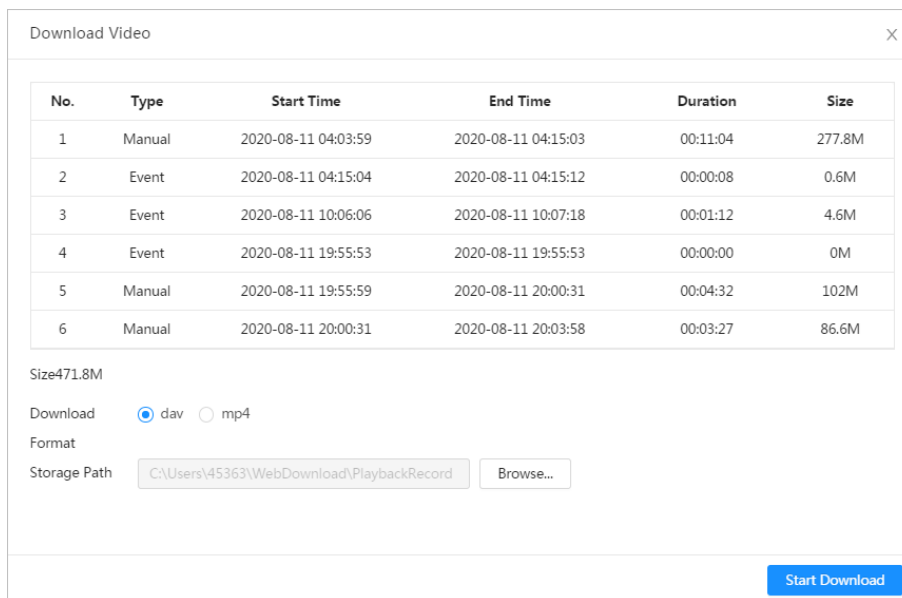 Download Video
No. Type Start Time End Time Duration Size
1 Manual 2020-08-11 04:03:59 2020-08-11 04:15:03 00:11:04 277.8M
2 Event 2020-08-11 04:15:04 2020-08-11 04:15:12 00:00:08 0.6M
3 Event 2020-08-11 10:06:06 2020-08-11 10:07:18 00:01:12 4.6M
4 Event 2020-08-11 19:55:53 2020-08-11 19:55:53 00:00:00 0M
5 Manual 2020-08-11 19:55:59 2020-08-11 20:00:31 00:04:32 102M
6 Manual 2020-08-11 20:00:31 2020-08-11 20:03:58 00:03:27 86.6M
Size471.8M
Download dav mp4
Format
Storage Path C:\Users\45363\WebDownload\PlaybackRecord Browse...
Start Download